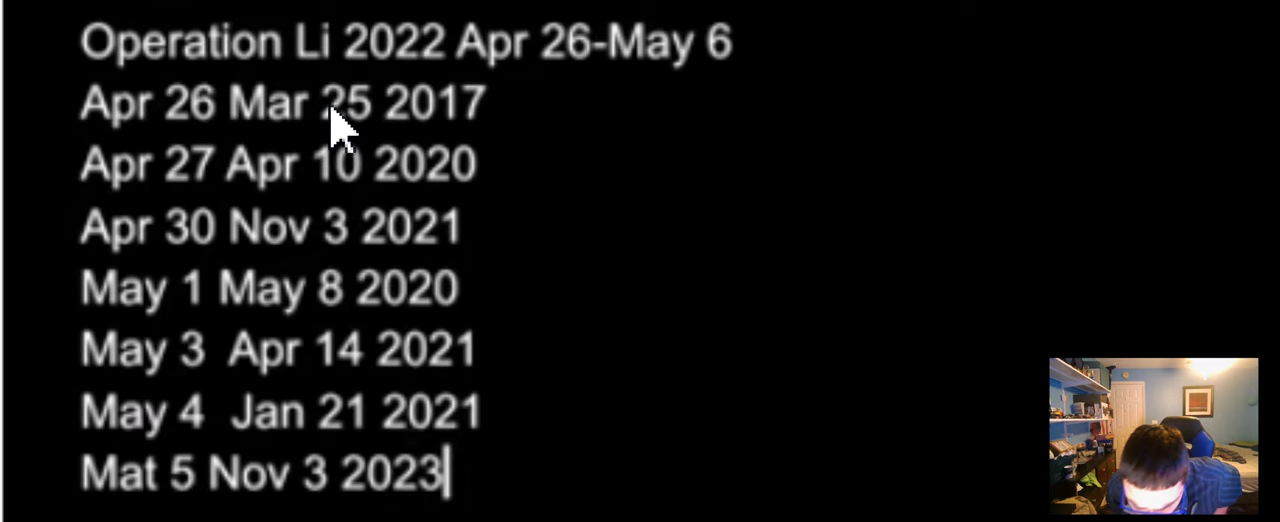 Operation Li 2022 Apr 26-May 6
Apr 26 Mar 25 2017
Apr 27 Apr 10 2020
Apr 30 Nov 3 2021
May 1 May 8 2020
May 3  Apr 14 2021
May 4  Jan 21 2021
Mat 5 Nov 3 2023